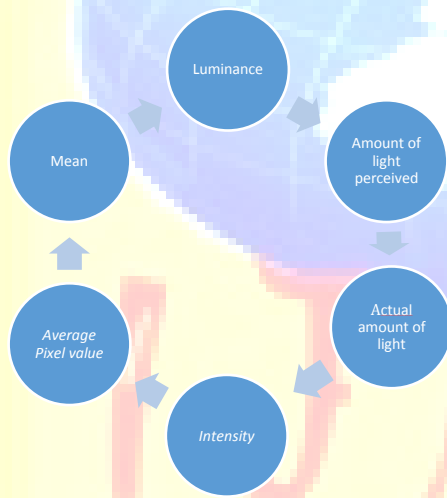 Luminance
Amount of
light
perceived
Actual
amount of
light
Intensity
Average
Pixel value
Mean